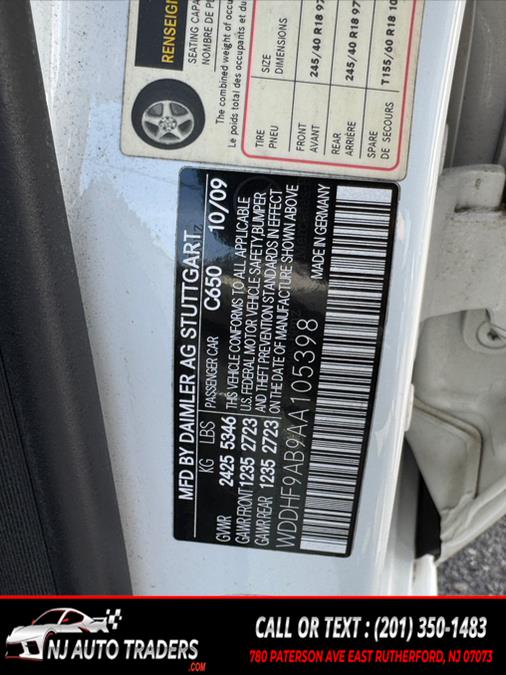 RENSEIGN
SEATING CAPA
NOMBRE DE P
The combined weight of occu
Le poids total des occupants
TIRE
PNEU
SIZE
DIMENSIONS
FRONT
AVANT
245/40 R18 97
REAR
ARRIÈRE
245/40 R18 97
SPARE
DE SECOURS
T155/60 R18 10
MFD BY DAIMLER AG STUTTGART
PASSENGER CAR C650 10/09
KG LBS
GVWR 2425 5346
GAWR FRONT 1235 2723
GAWR REAR 1235 2723
THIS VEHICLE CONFORMS TO ALL APPLICABLE
U.S. FEDERAL MOTOR VEHICLE SAFETY, BUMPER
AND THEFT PREVENTION STANDARDS IN EFFECT
ON THE DATE OF MANUFACTURE SHOWN ABOVE
WDDHF9AB9AA105398
MADE IN GERMANY
NJ AUTO TRADERS
.COM
CALL OR TEXT : (201) 350-1483
780 PATERSON AVE EAST RUTHERFORD, NJ 07073